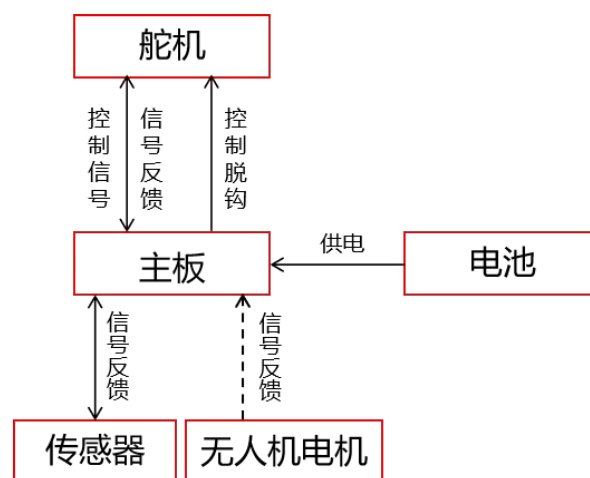 舵机
控制信号
信号反馈
控制脱钩
供电
主板
电池
信号反馈
信号反馈
传感器
无人机电机